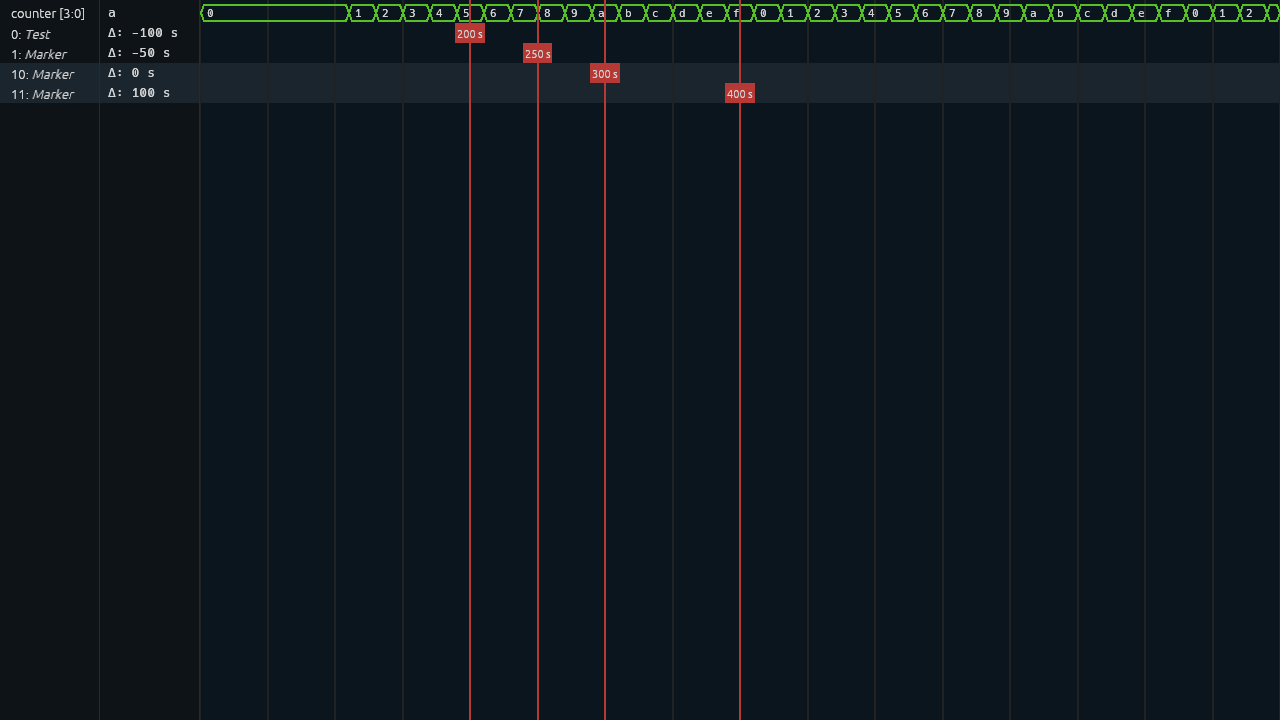 counter [3:0] a 0 1 2 3 4 5 6 7 8 9 a b c d e f 0 1 2 3 4 5 6 7 8 9 a b c d e f 0 1 2
0: Test Δ: -100 s 200 s
1: Marker Δ: -50 s 250 s
10: Marker Δ: 0 s 300 s
11: Marker Δ: 100 s 400 s